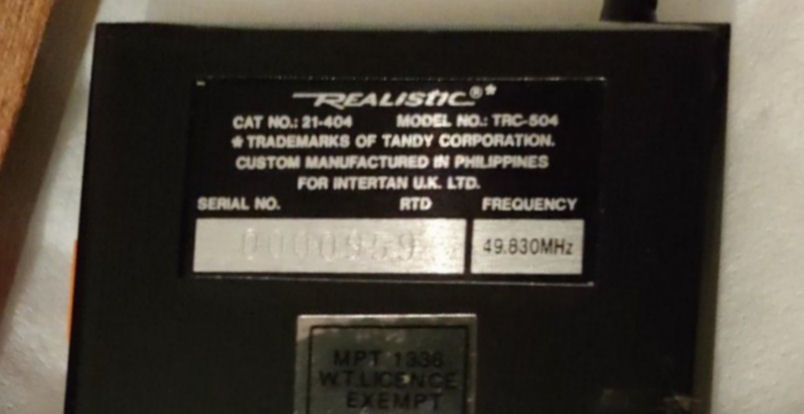 REALISTIC®*
CAT NO.: 21-404 MODEL NO.: TRC-504
* TRADEMARKS OF TANDY CORPORATION.
CUSTOM MANUFACTURED IN PHILIPPINES
FOR INTERTAN U.K. LTD.
SERIAL NO. RTD FREQUENCY
0000959 49.830MHz
MPT 1336
W.T.LICENCE
EXEMPT